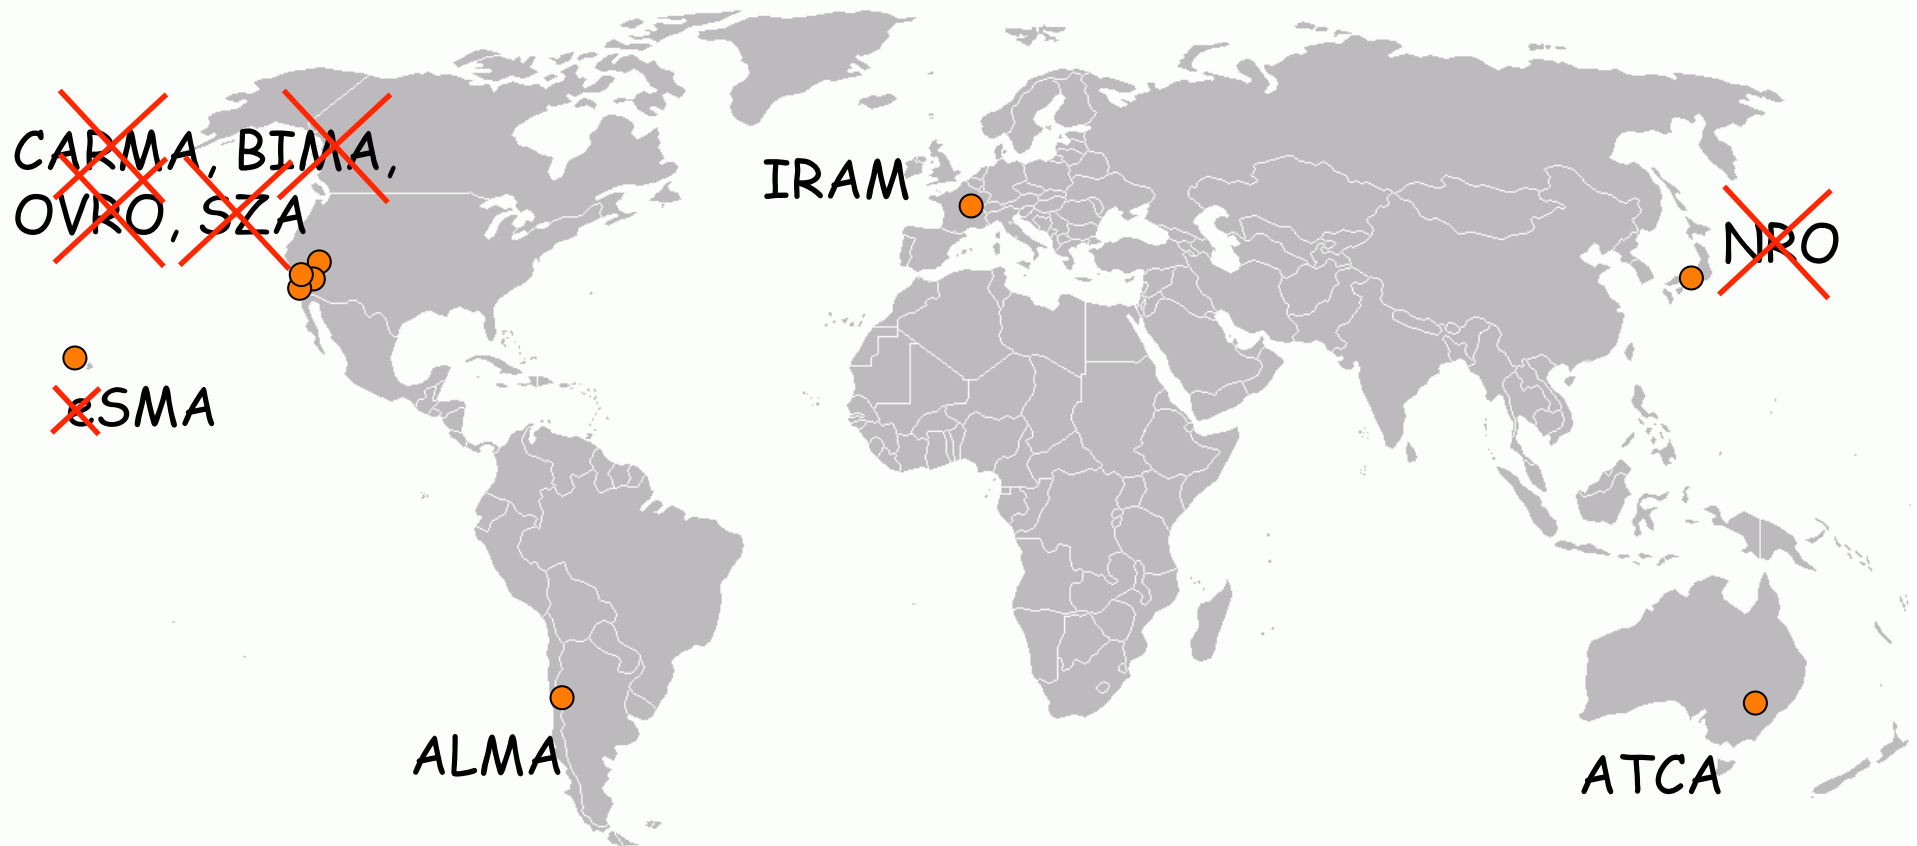 CARMA, BIMA,
OVRO, SZA
IRAM
NRO
eSMA
ALMA
ATCA